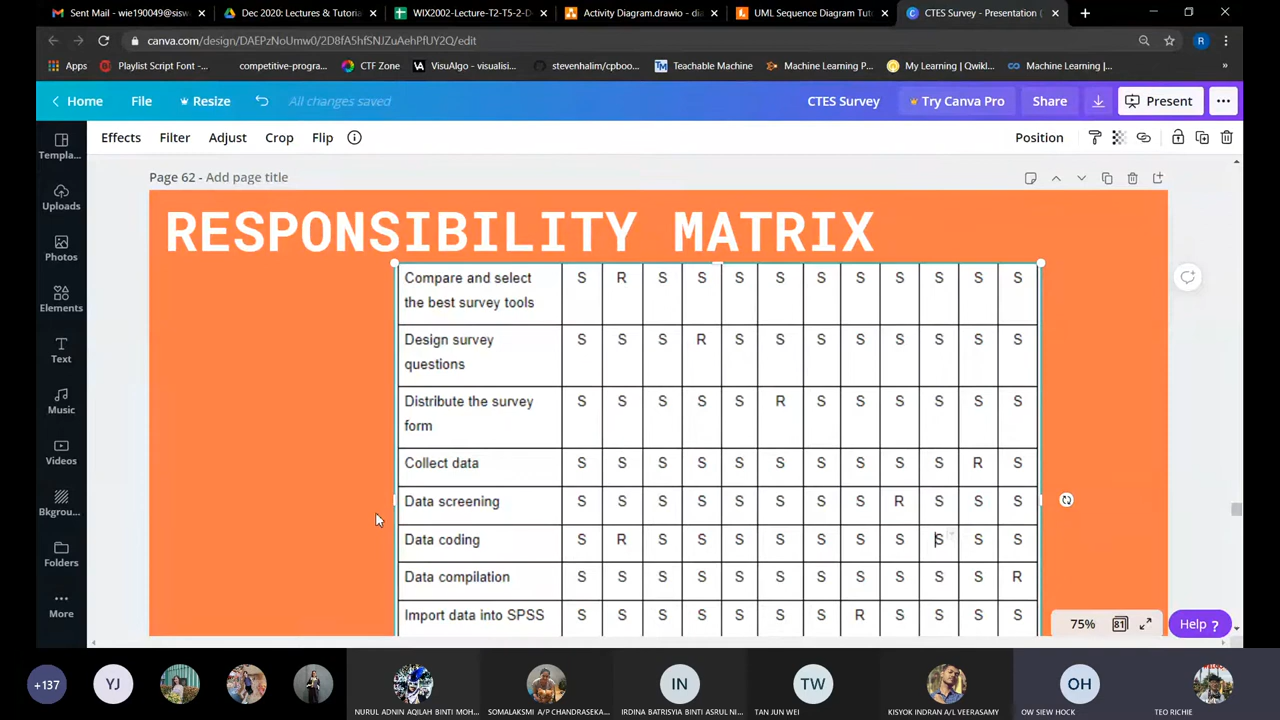 Sent Mail - wie190049@sisw
Dec 2020: Lectures & Tutoria
WIX2002-Lecture-T2-T5-2-D
Activity Diagram.drawio - dia
UML Sequence Diagram Tut
CTES Survey - Presentation (
canva.com/design/DAEPzNoUmw0/2D8fA5hfSNJZuAehPfUY2Q/edit
R
Apps
Playlist Script Font -...
competitive-progra...
CTF Zone
VisuAlgo - visualisi...
stevenhalim/cpboo...
Teachable Machine
Machine Learning P...
My Learning | Qwikl...
Machine Learning |...
Home
File
Resize
All changes saved
CTES Survey
Try Canva Pro
Share
Present
Effects
Filter
Adjust
Crop
Flip
Position
Templa...
Uploads
Photos
Elements
Text
Music
Videos
Bkgrou...
Folders
More
Page 62 - Add page title
RESPONSIBILITY MATRIX
Compare and select the best survey tools S R S S S S S S S S S S
Design survey questions S S S R S S S S S S S S
Distribute the survey form S S S S S R S S S S S S
Collect data S S S S S S S S S S R S
Data screening S S S S S S S S R S S S
Data coding S R S S S S S S S S S S
Data compilation S S S S S S S S S S S R
Import data into SPSS S S S S S S S R S S S S
75%
81
Help ?
+137
YJ
NURUL ADNIN AQILAH BINTI MOH...
SOMALAKSMI A/P CHANDRASEKA...
IN
IRDINA BATRISYIA BINTI ASRUL NI...
TW
TAN JUN WEI
KISYOK INDRAN A/L VEERASAMY
OH
OW SIEW HOCK
TEO RICHIE